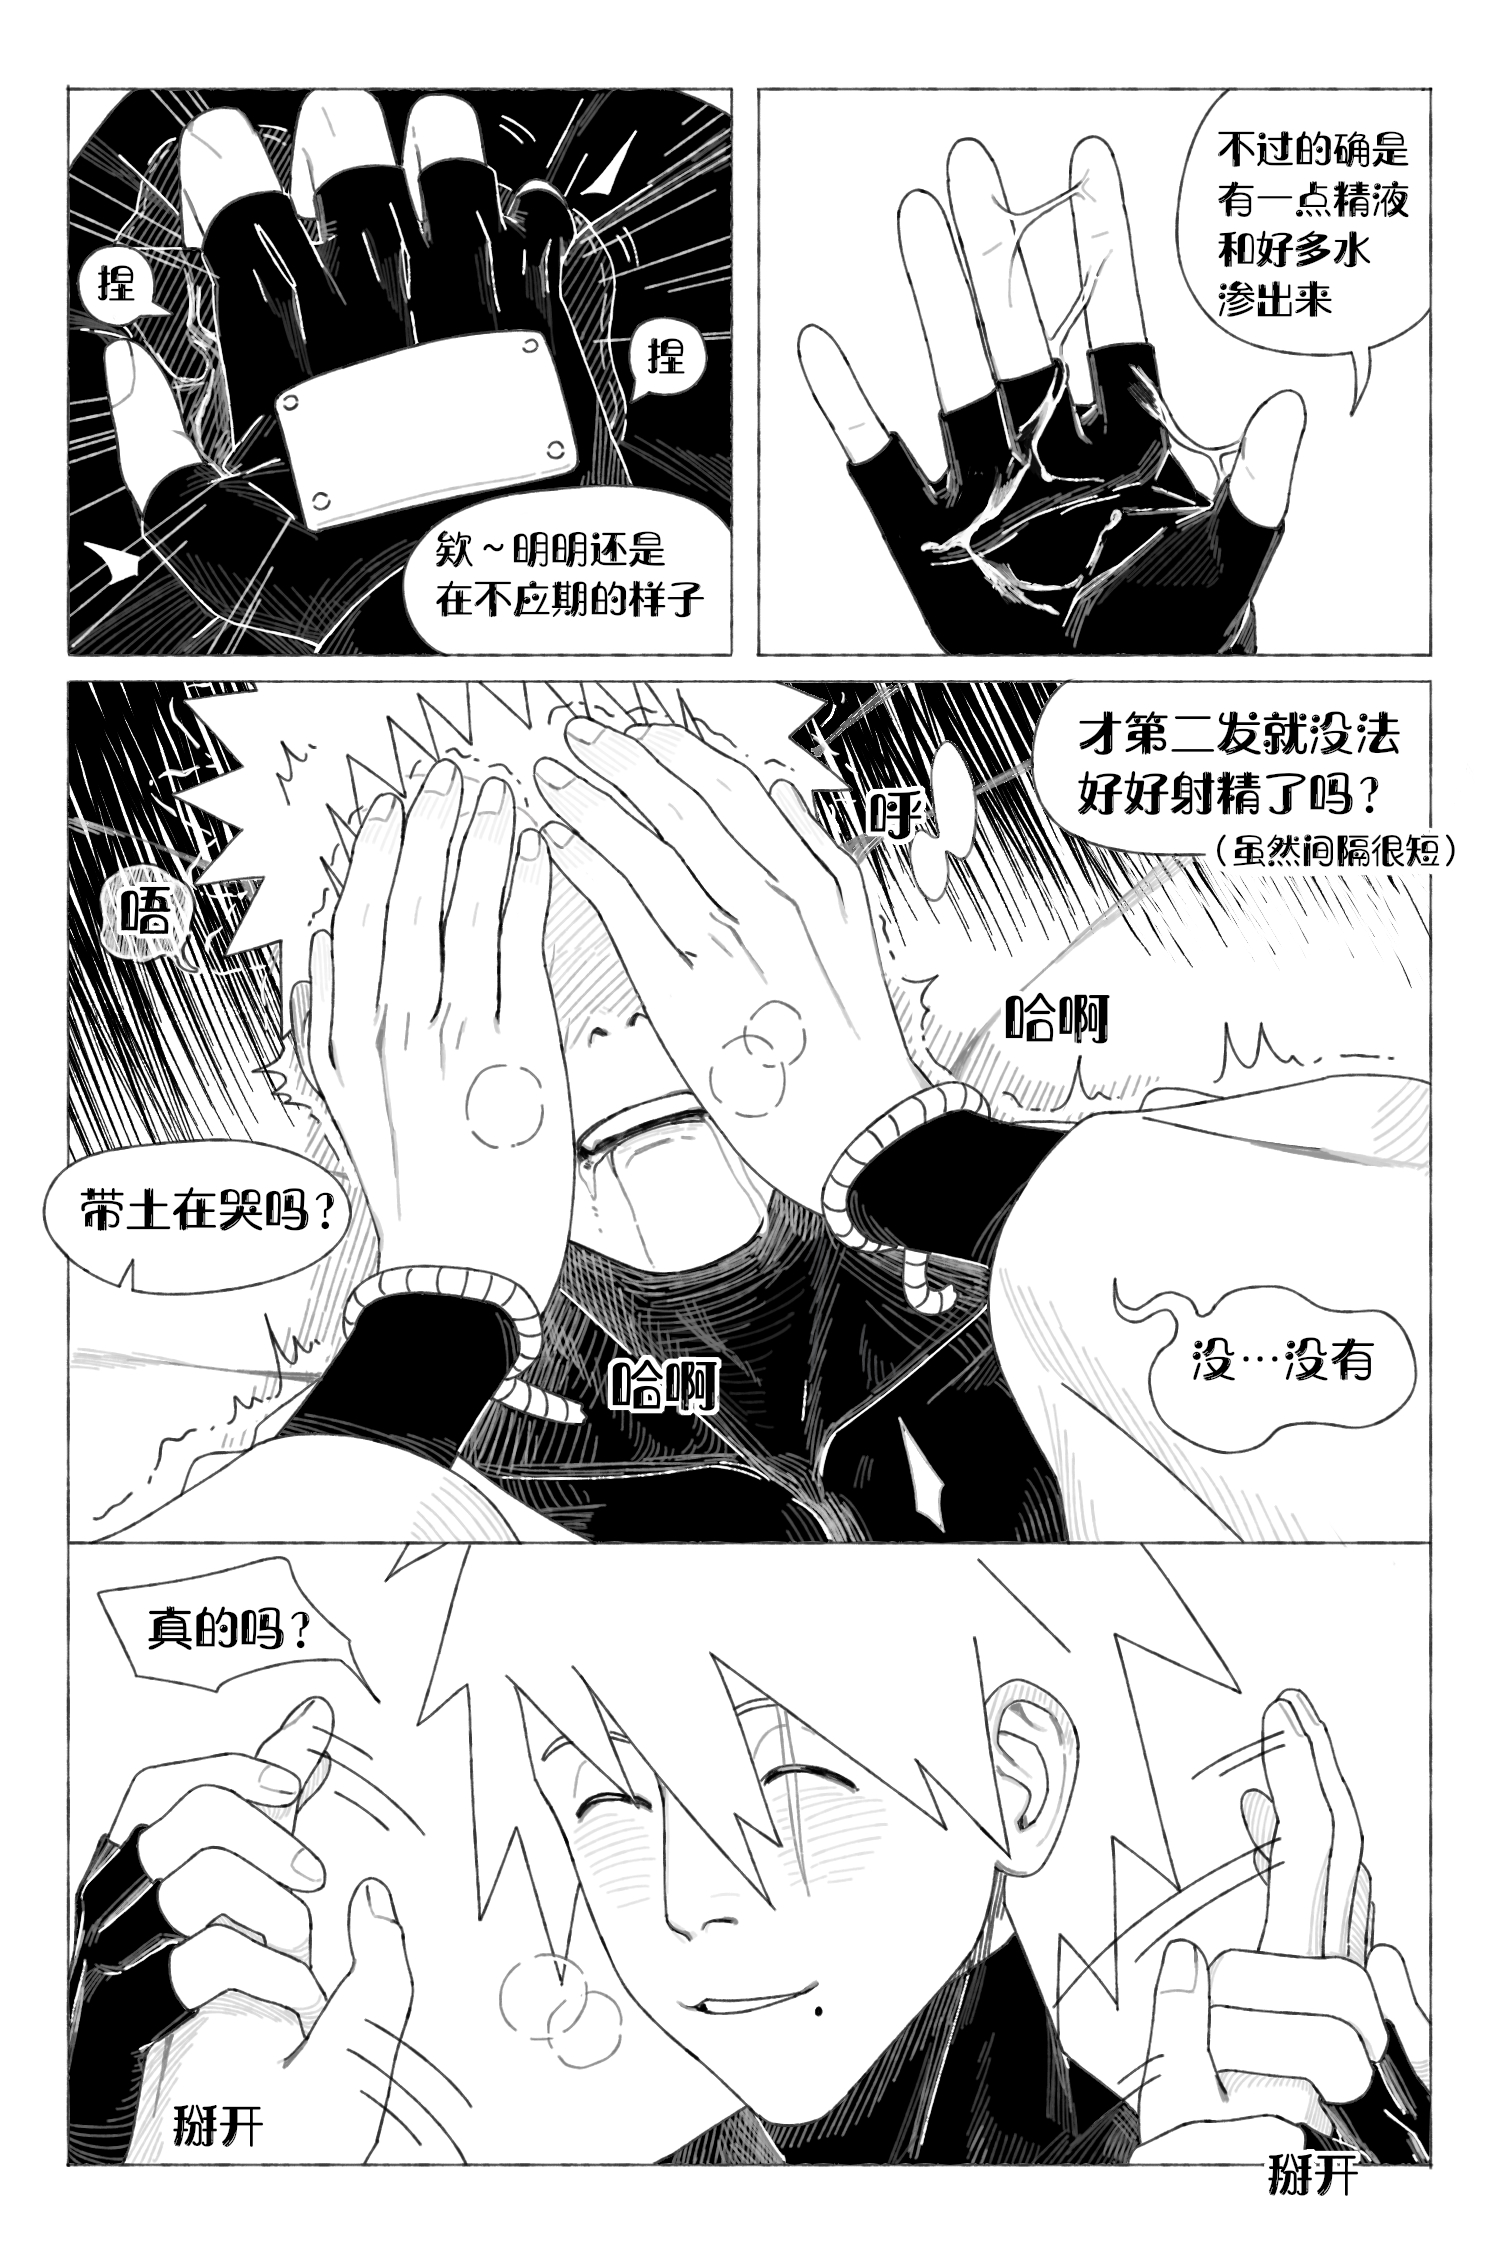 捏
捏
欸～明明还是
在不应期的样子
不过的确是
有一点精液
和好多水
渗出来
才第二发就没法
好好射精了吗?
（虽然间隔很短）
呼
唔
哈啊
带土在哭吗?
没…没有
哈啊
真的吗?
掰开
掰开